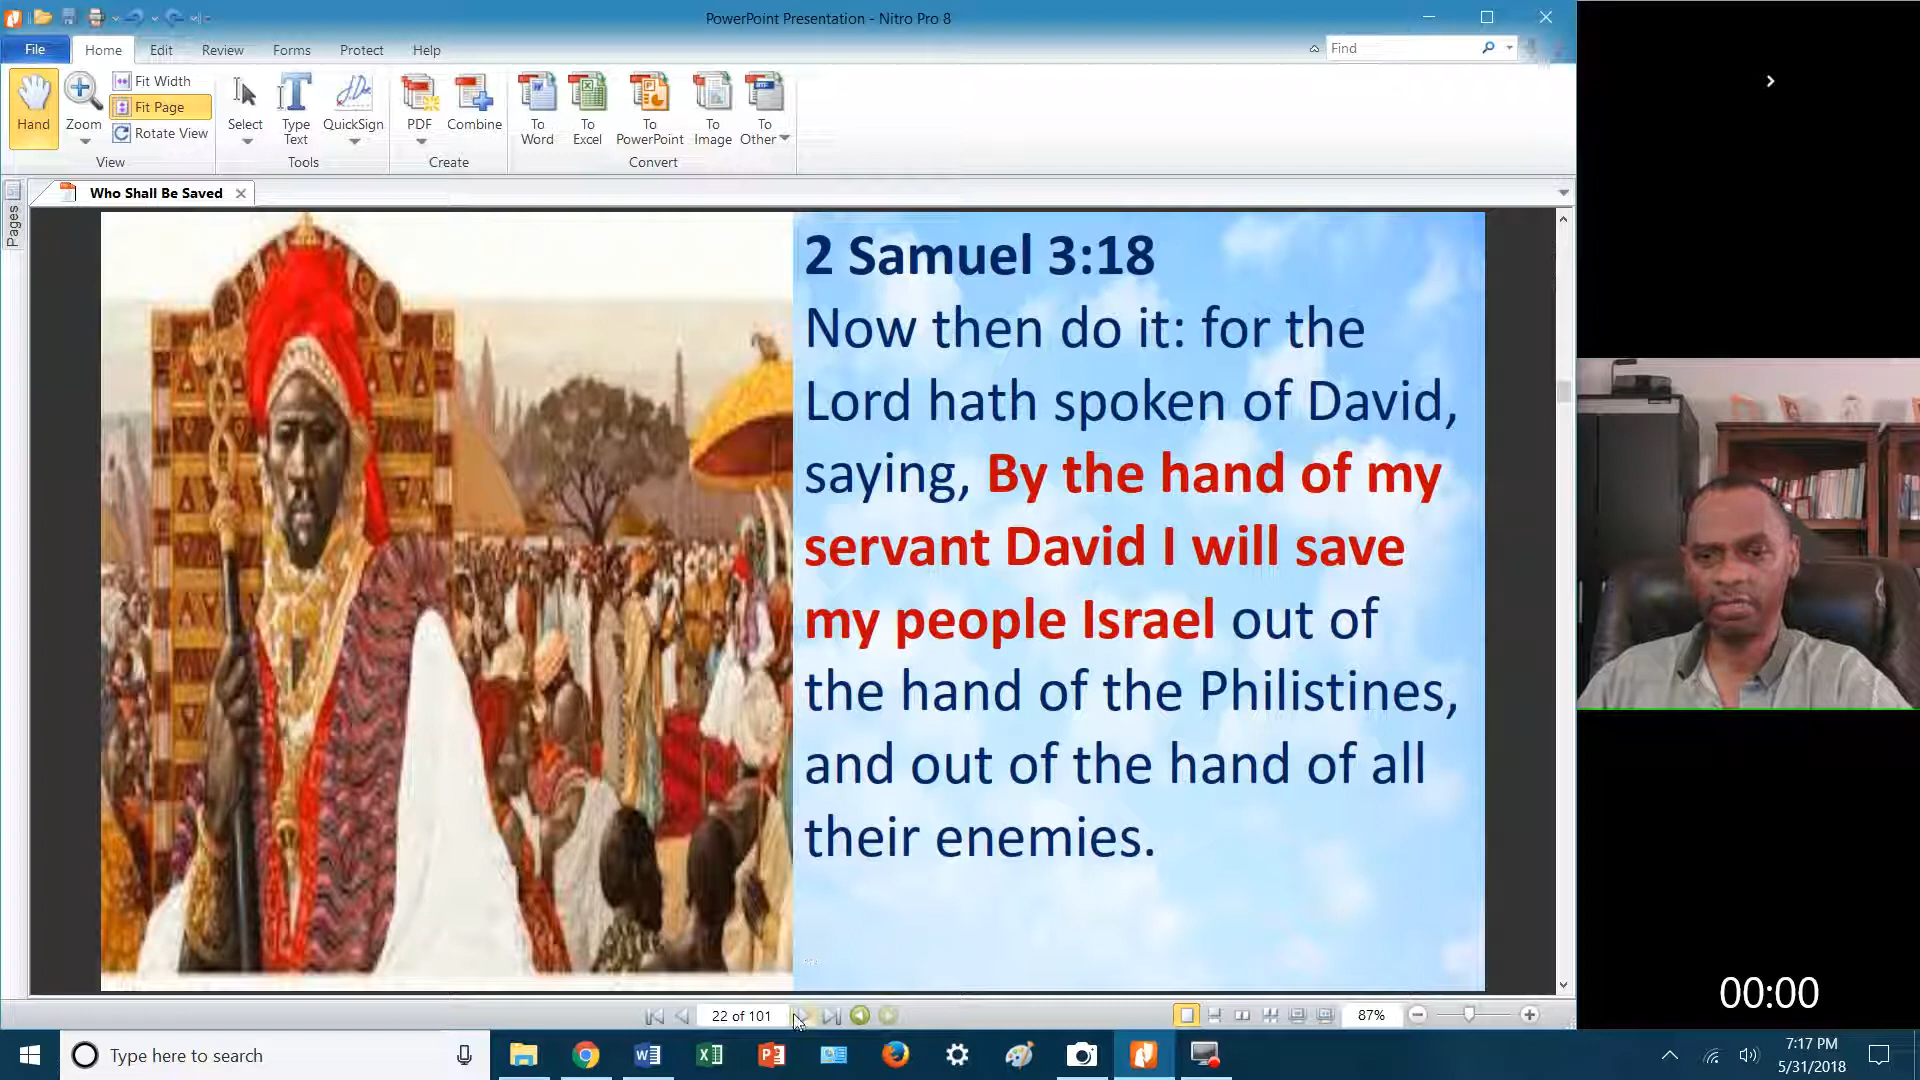 PowerPoint Presentation - Nitro Pro 8
File Home Edit Review Forms Protect Help
Find
Hand
Zoom
Fit Width
Fit Page
Rotate View
View
Select
Type Text
QuickSign
Tools
PDF
Combine
Create
To Word
To Excel
To PowerPoint
To Image
To Other
Convert
Pages
Who Shall Be Saved
2 Samuel 3:18
Now then do it: for the
Lord hath spoken of David,
saying, By the hand of my
servant David I will save
my people Israel out of
the hand of the Philistines,
and out of the hand of all
their enemies.
00:00
22 of 101
87%
Type here to search
7:17 PM
5/31/2018